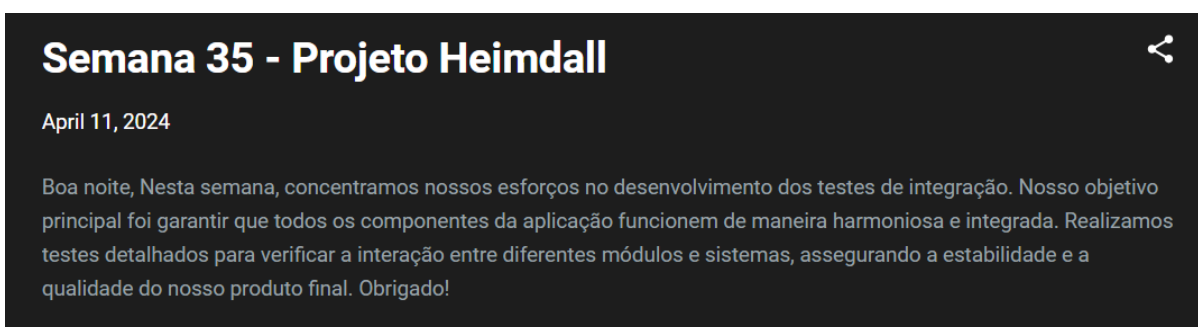 Semana 35 - Projeto Heimdall
April 11, 2024
Boa noite, Nesta semana, concentramos nossos esforços no desenvolvimento dos testes de integração. Nosso objetivo
principal foi garantir que todos os componentes da aplicação funcionem de maneira harmoniosa e integrada. Realizamos
testes detalhados para verificar a interação entre diferentes módulos e sistemas, assegurando a estabilidade e a
qualidade do nosso produto final. Obrigado!